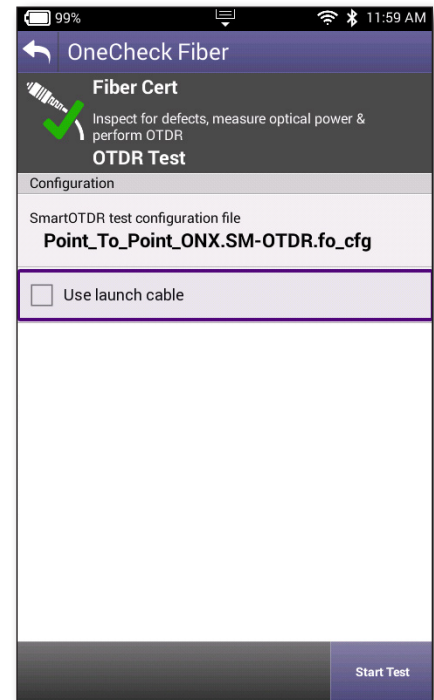 99%
11:59 AM
OneCheck Fiber
Fiber Cert
Inspect for defects, measure optical power &
perform OTDR
OTDR Test
Configuration
SmartOTDR test configuration file
Point_To_Point_ONX.SM-OTDR.fo_cfg
Use launch cable
Start Test